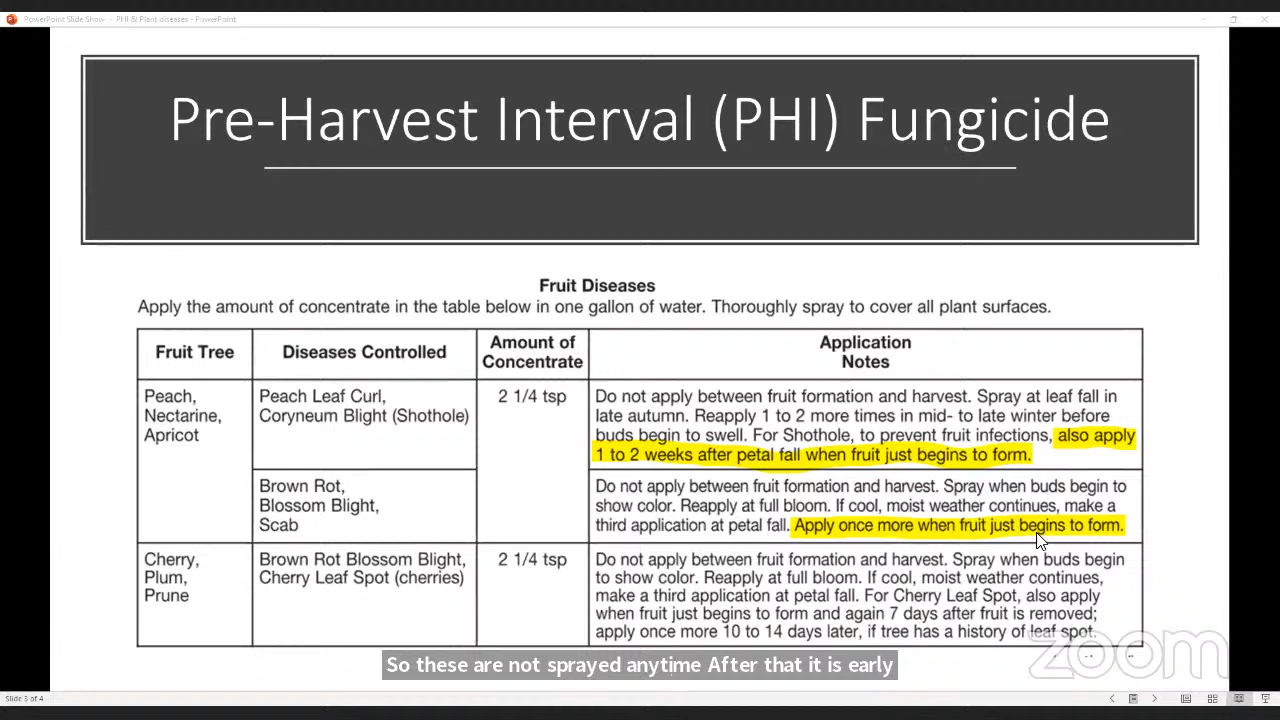 PowerPoint Slide Show - PHI & Plant diseases - PowerPoint
Pre-Harvest Interval (PHI) Fungicide
Fruit Diseases
Apply the amount of concentrate in the table below in one gallon of water. Thoroughly spray to cover all plant surfaces.
Fruit Tree
Diseases Controlled
Amount of
Concentrate
Application
Notes
Peach,
Nectarine,
Apricot
Peach Leaf Curl,
Coryneum Blight (Shothole)
2 1/4 tsp
Do not apply between fruit formation and harvest. Spray at leaf fall in
late autumn. Reapply 1 to 2 more times in mid- to late winter before
buds begin to swell. For Shothole, to prevent fruit infections, also apply
1 to 2 weeks after petal fall when fruit just begins to form.
Brown Rot,
Blossom Blight,
Scab
Do not apply between fruit formation and harvest. Spray when buds begin to
show color. Reapply at full bloom. If cool, moist weather continues, make a
third application at petal fall. Apply once more when fruit just begins to form.
Cherry,
Plum,
Prune
Brown Rot Blossom Blight,
Cherry Leaf Spot (cherries)
2 1/4 tsp
Do not apply between fruit formation and harvest. Spray when buds begin
to show color. Reapply at full bloom. If cool, moist weather continues,
make a third application at petal fall. For Cherry Leaf Spot, also apply
when fruit just begins to form and again 7 days after fruit is removed;
apply once more 10 to 14 days later, if tree has a history of leaf spot.
zoom
So these are not sprayed anytime After that it is early
Slide 3 of 4